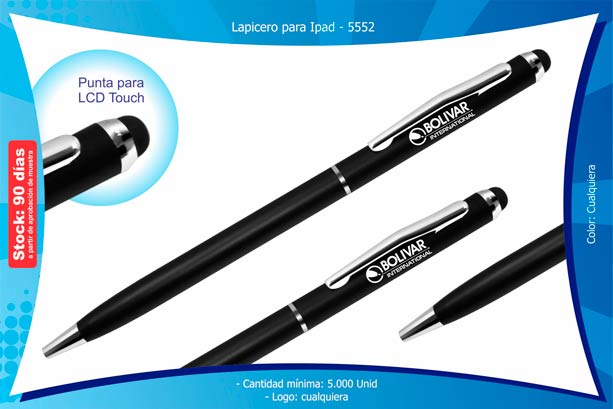 Lapicero para Ipad - 5552
Punta para
LCD Touch
Stock: 90 días
a partir de aprobación de muestra
BOLIVAR
INTERNATIONAL
BOLIVAR
INTERNATIONAL
Color: Cualquiera
- Cantidad mínima: 5.000 Unid
- Logo: cualquiera